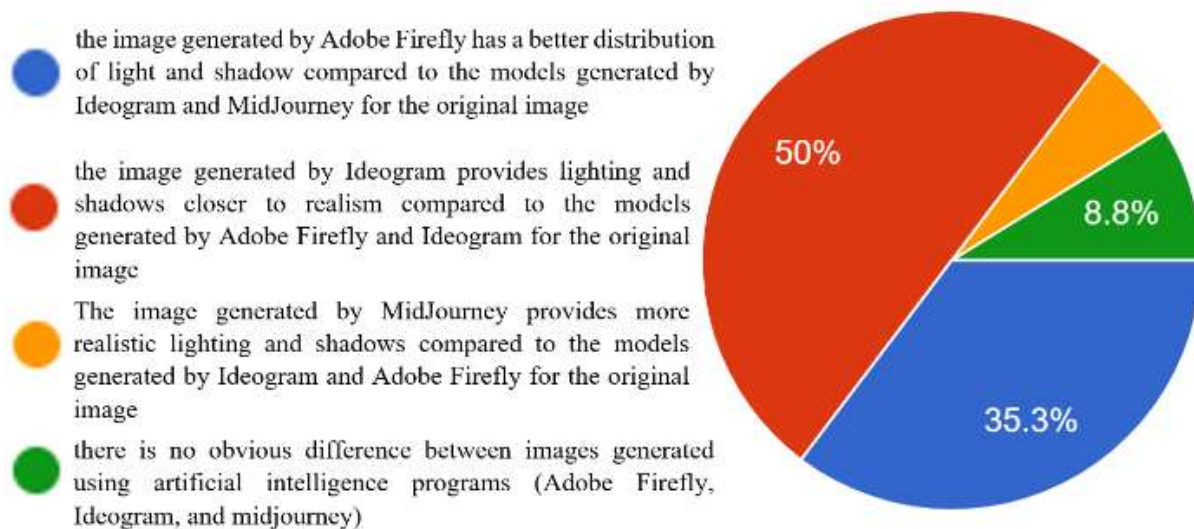 the image generated by Adobe Firefly has a better distribution
of light and shadow compared to the models generated by
Ideogram and MidJourney for the original image
the image generated by Ideogram provides lighting and
shadows closer to realism compared to the models
generated by Adobe Firefly and Ideogram for the original
image
The image generated by MidJourney provides more
realistic lighting and shadows compared to the models
generated by Ideogram and Adobe Firefly for the original
image
there is no obvious difference between images generated
using artificial intelligence programs (Adobe Firefly,
Ideogram, and midjourney)
50%
8.8%
35.3%